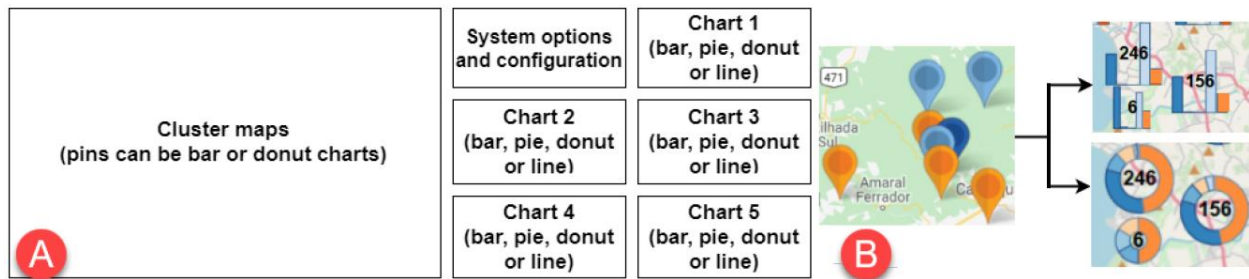 Cluster maps
(pins can be bar or donut charts)
A
System options
and configuration
Chart 1
(bar, pie, donut
or line)
Chart 2
(bar, pie, donut
or line)
Chart 3
(bar, pie, donut
or line)
Chart 4
(bar, pie, donut
or line)
Chart 5
(bar, pie, donut
or line)
471
ilhada
Sul
Amaral
Ferrador
B
246
156
6
246
156
6